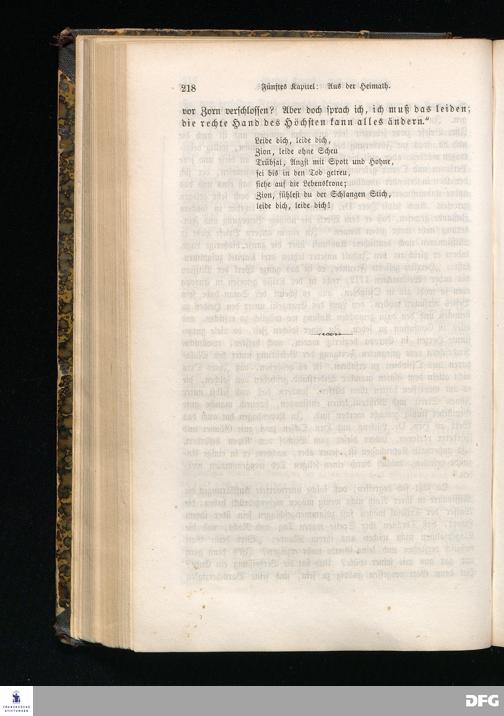 218 Fünftes Kapitel: Aus der Heimath.
vor Zorn verschlossen? Aber doch sprach ich, ich muß das leiden;
die rechte Hand des Höchsten kann alles ändern.“
Leide dich, leide dich,
Zion, leide ohne Scheu
Trübsal, Angst mit Spott und Hohne,
sei bis in den Tod getreu,
siehe auf die Lebenskrone;
Zion, fühlest du der Schlangen Stich,
leide dich, leide dich!
FRANCKESCHE
STIFTUNGEN
DFG